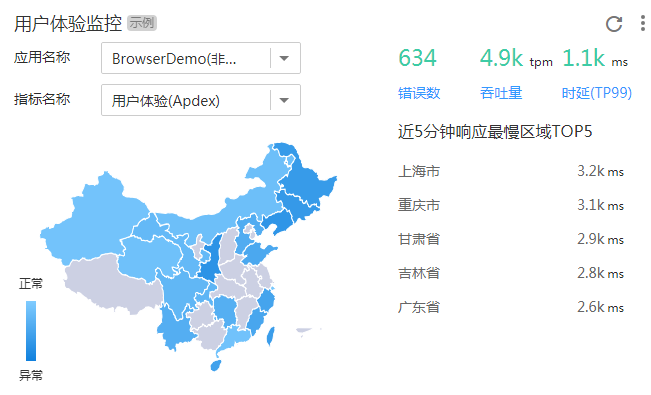 用户体验监控 示例
应用名称 BrowserDemo(非...
指标名称 用户体验(Apdex)
正常
异常
634 4.9k tpm 1.1k ms
错误数 吞吐量 时延(TP99)
近5分钟响应最慢区域TOP5
上海市 3.2k ms
重庆市 3.1k ms
甘肃省 2.9k ms
吉林省 2.8k ms
广东省 2.6k ms